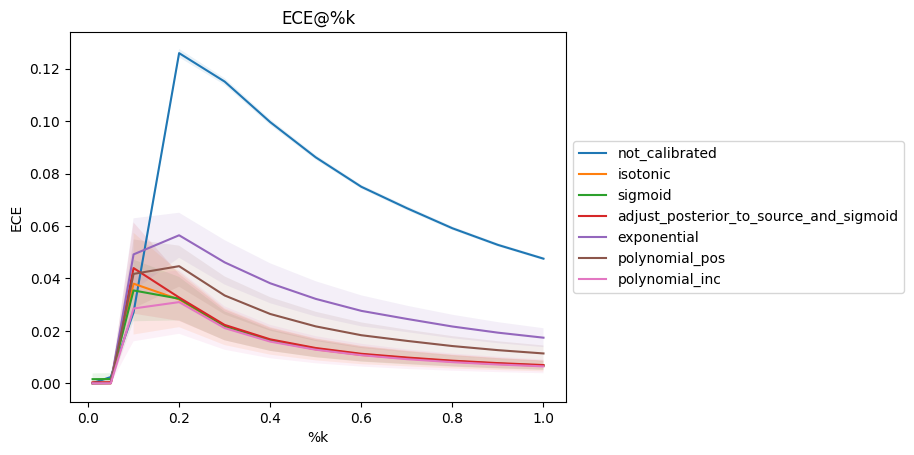 ECE@%k
0.12
0.10
0.08
0.06
0.04
0.02
0.00
ECE
0.0 0.2 0.4 0.6 0.8 1.0
%k
not_calibrated
isotonic
sigmoid
adjust_posterior_to_source_and_sigmoid
exponential
polynomial_pos
polynomial_inc